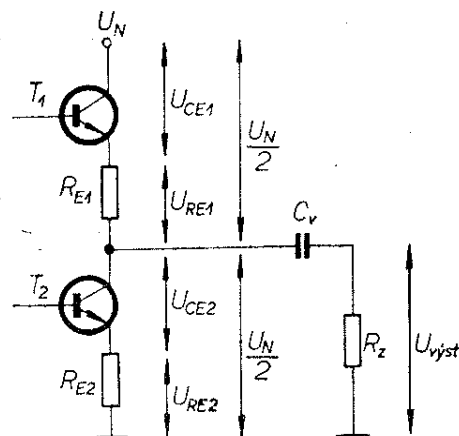 U_N
T_1
U_CE1
U_N/2
R_E1
U_RE1
C_v
T_2
U_CE2
U_N/2
R_z
U_výst
R_E2
U_RE2